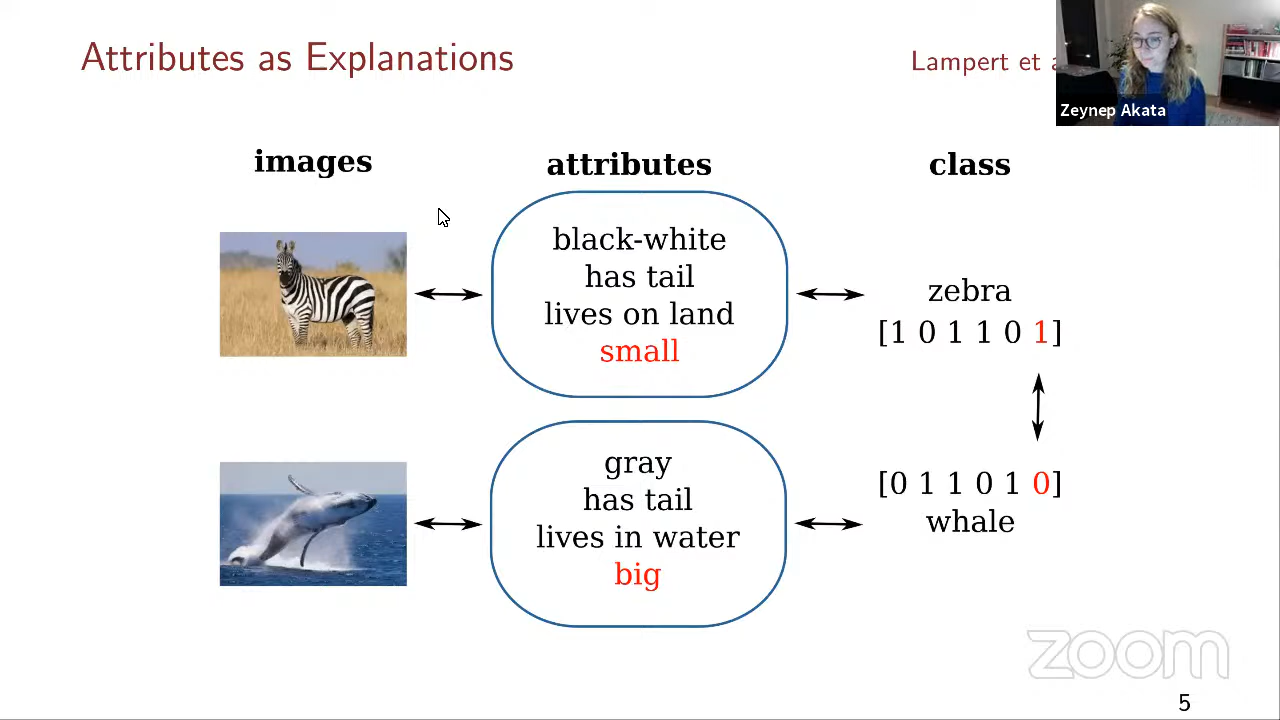 Attributes as Explanations
Lampert et
Zeynep Akata
images
attributes
class
black-white
has tail
lives on land
small
zebra
[1 0 1 1 0 1]
gray
has tail
lives in water
big
[0 1 1 0 1 0]
whale
zoom
5